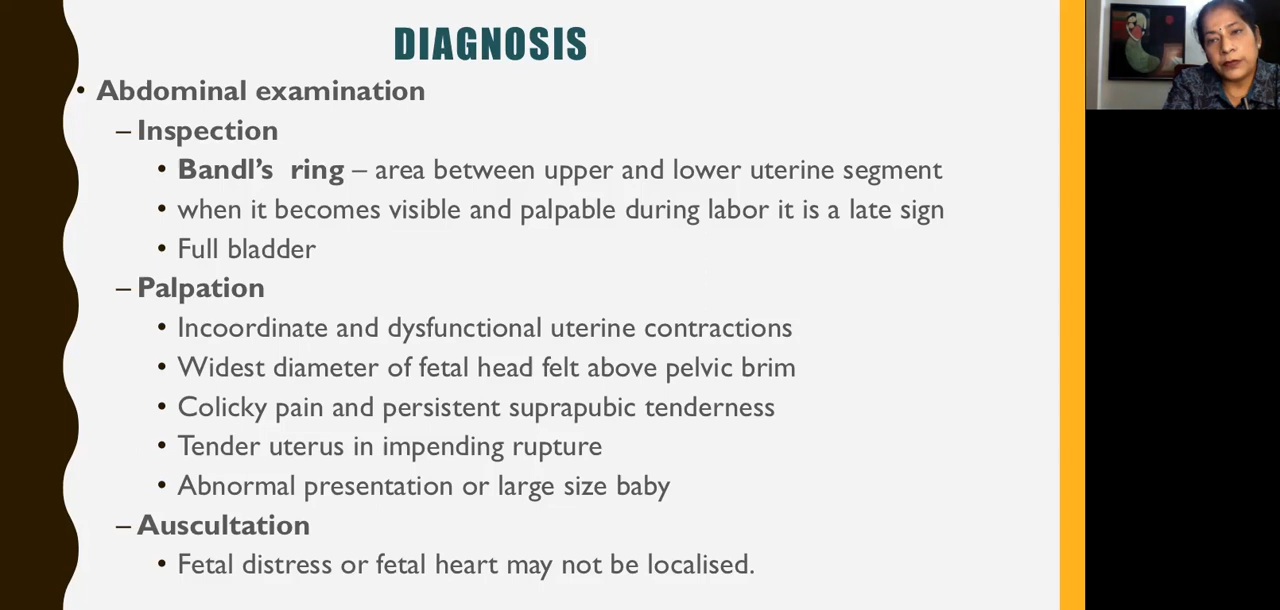 DIAGNOSIS
• Abdominal examination
– Inspection
• Bandl's ring – area between upper and lower uterine segment
• when it becomes visible and palpable during labor it is a late sign
• Full bladder
– Palpation
• Incoordinate and dysfunctional uterine contractions
• Widest diameter of fetal head felt above pelvic brim
• Colicky pain and persistent suprapubic tenderness
• Tender uterus in impending rupture
• Abnormal presentation or large size baby
– Auscultation
• Fetal distress or fetal heart may not be localised.